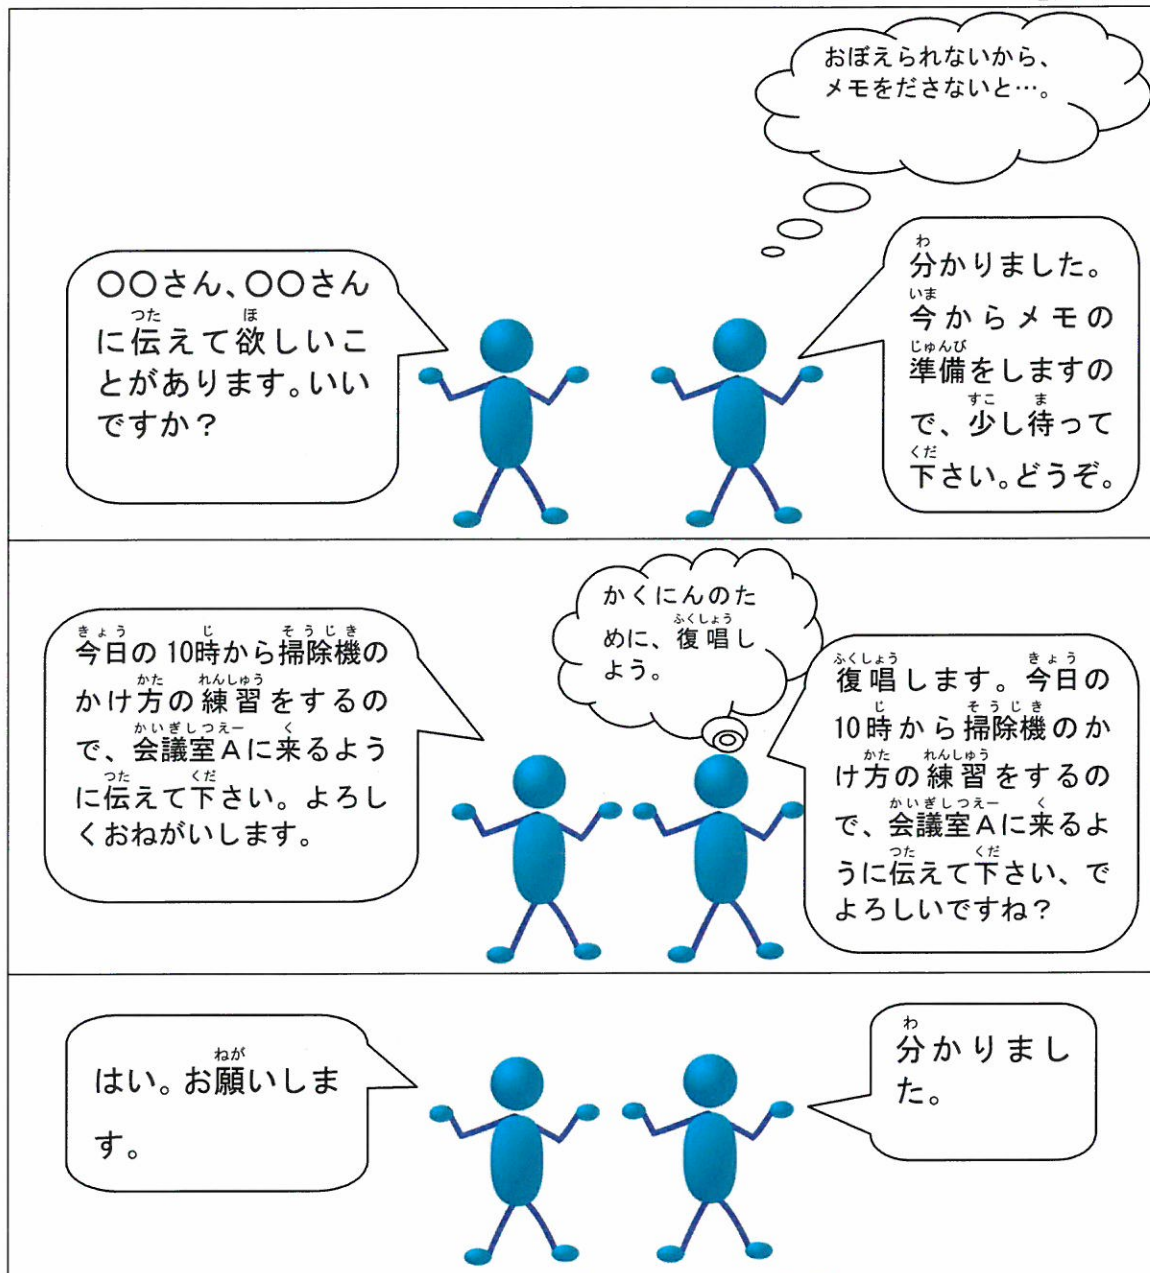 おぼえられないから、
メモをださないと…。
〇〇さん、〇〇さん
に伝えて欲しいこ
とがあります。いい
ですか？
分かりました。
今からメモの
準備をしますの
で、少し待って
下さい。どうぞ。
今日の10時から掃除機の
かけ方の練習をするの
で、会議室Aに来るよう
に伝えて下さい。よろし
くおねがいします。
かくにんのた
めに、復唱し
よう。
復唱します。今日の
10時から掃除機のか
け方の練習をするの
で、会議室Aに来るよ
うに伝えて下さい、で
よろしいですね？
はい。お願いしま
す。
分かりまし
た。